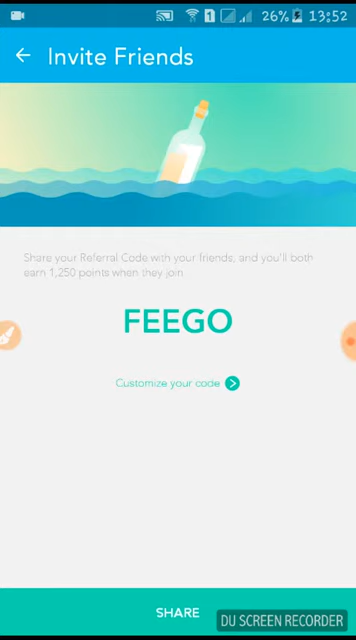 1 26% 13:52
Invite Friends
Share your Referral Code with your friends, and you'll both
earn 1,250 points when they join.
FEEGO
Customize your code
SHARE
DU SCREEN RECORDER